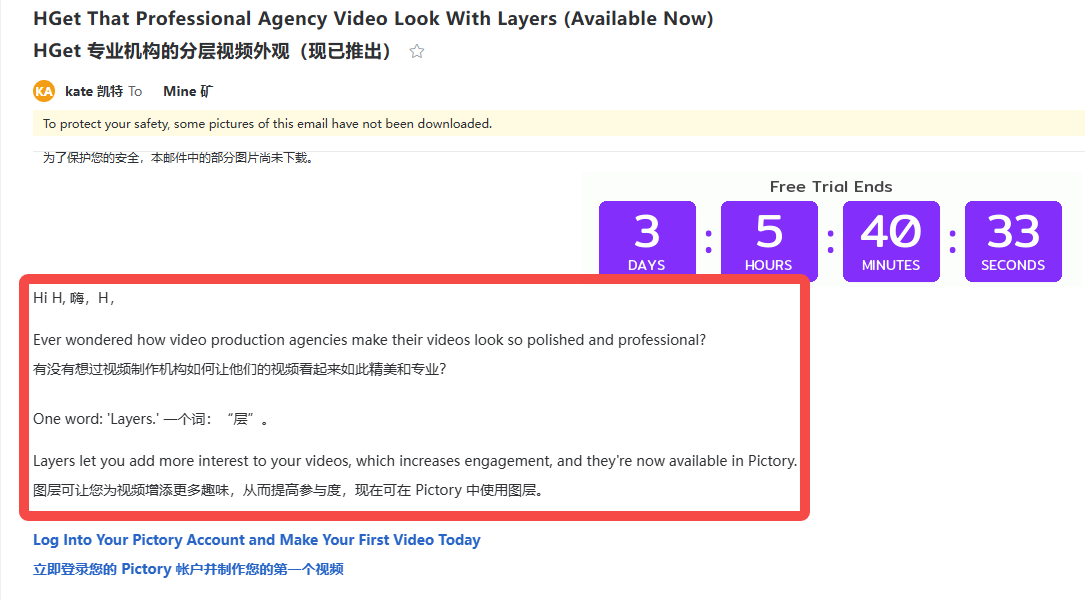 HGet That Professional Agency Video Look With Layers (Available Now)
HGet 专业机构的分层视频外观（现已推出）
KA kate 凯特 To Mine 矿
To protect your safety, some pictures of this email have not been downloaded.
为了保护您的安全，本邮件中的部分图片尚未下载。
Free Trial Ends
3 : 5 : 40 : 33
DAYS HOURS MINUTES SECONDS
Hi H, 嗨，H，
Ever wondered how video production agencies make their videos look so polished and professional?
有没有想过视频制作机构如何让他们的视频看起来如此精美和专业？
One word: 'Layers.' 一个词：“层”。
Layers let you add more interest to your videos, which increases engagement, and they're now available in Pictory.
图层可让您为视频增添更多趣味，从而提高参与度，现在可在 Pictory 中使用图层。
Log Into Your Pictory Account and Make Your First Video Today
立即登录您的 Pictory 帐户并制作您的第一个视频